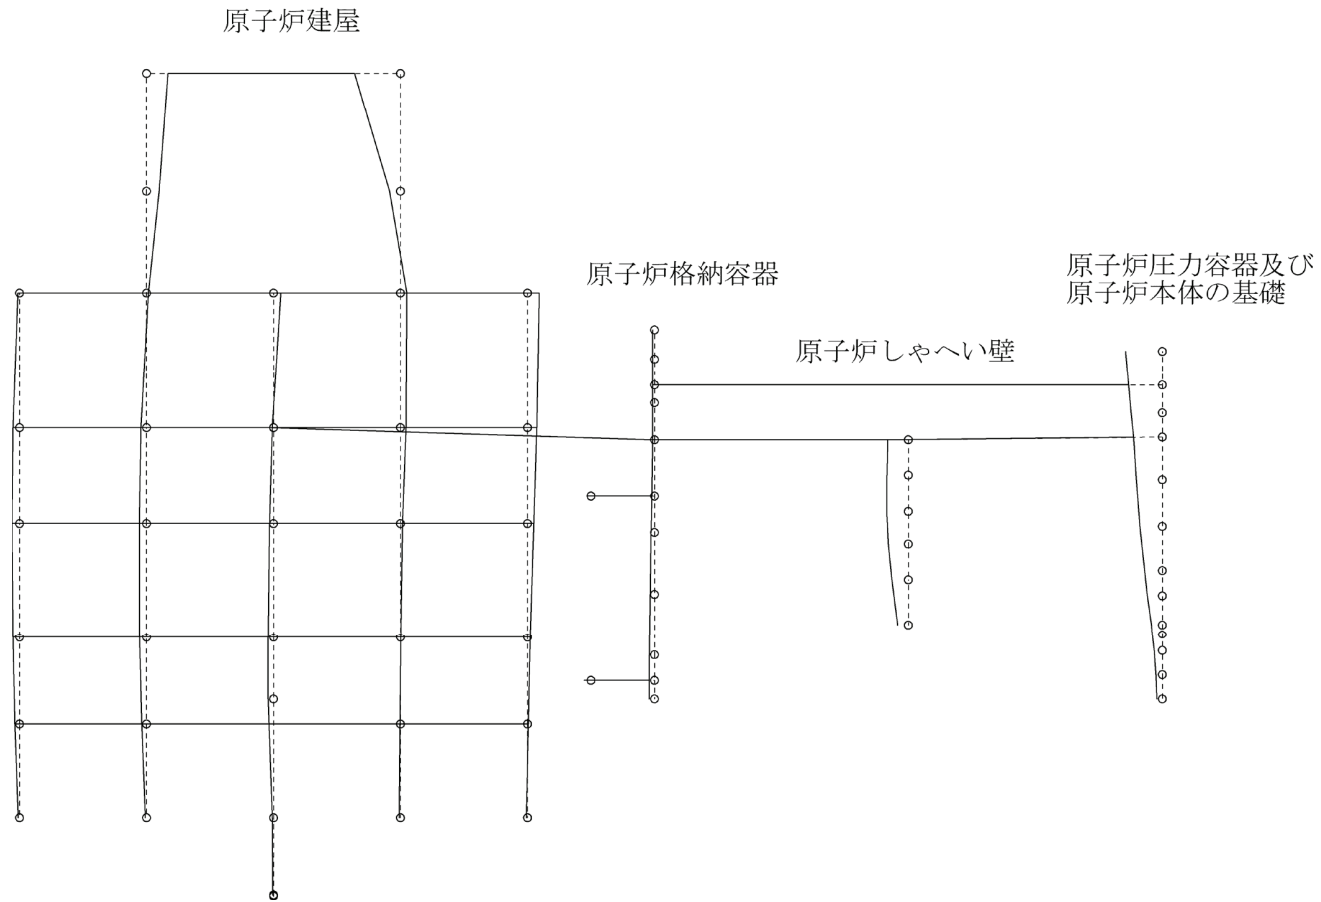 原子炉建屋
原子炉格納容器
原子炉しゃへい壁
原子炉圧力容器及び
原子炉本体の基礎